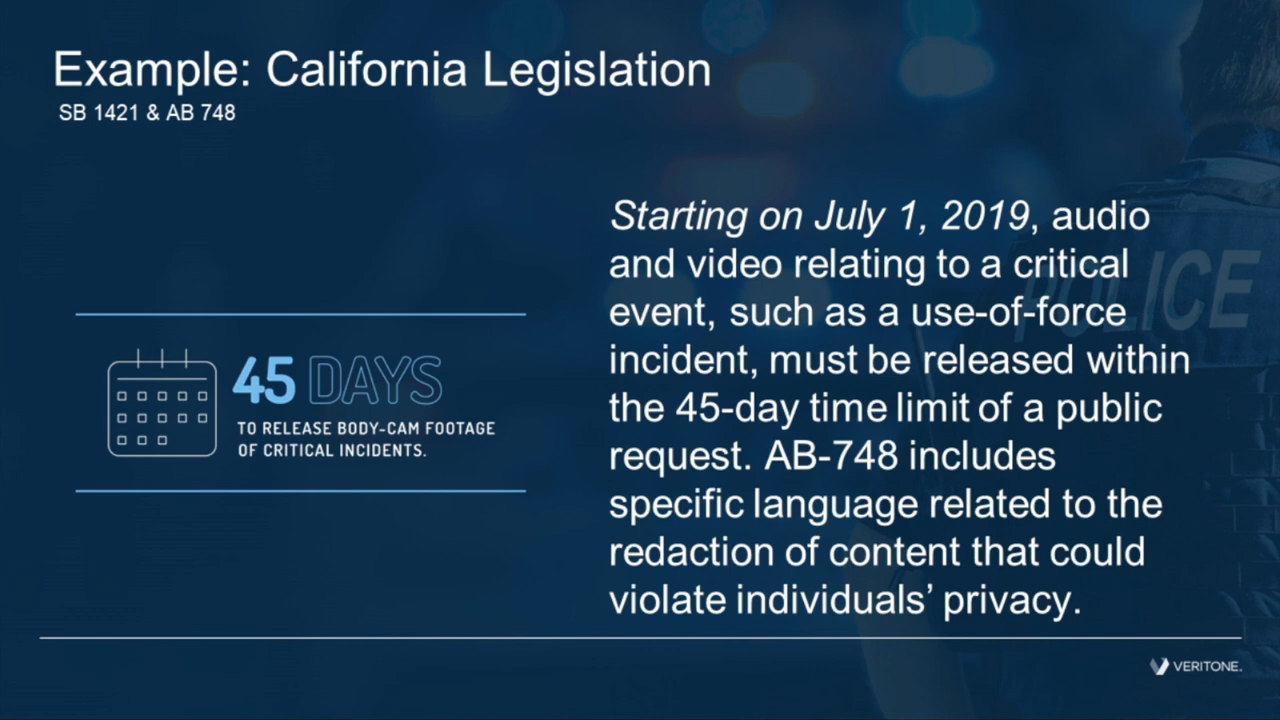 Example: California Legislation
SB 1421 & AB 748
Starting on July 1, 2019, audio
and video relating to a critical
event, such as a use-of-force
incident, must be released within
the 45-day time limit of a public
request. AB-748 includes
specific language related to the
redaction of content that could
violate individuals’ privacy.
45 DAYS
TO RELEASE BODY-CAM FOOTAGE
OF CRITICAL INCIDENTS.
POLICE
VERITONE.